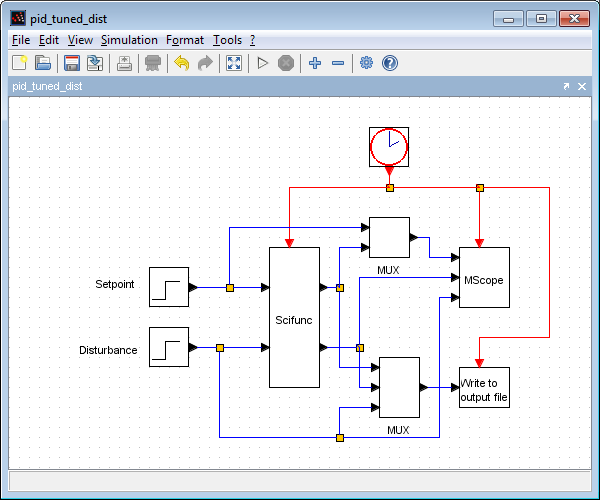 pid_tuned_dist
File Edit View Simulation Format Tools ?
pid_tuned_dist
Setpoint
MUX
MScope
Scifunc
Disturbance
Write to
output file
MUX